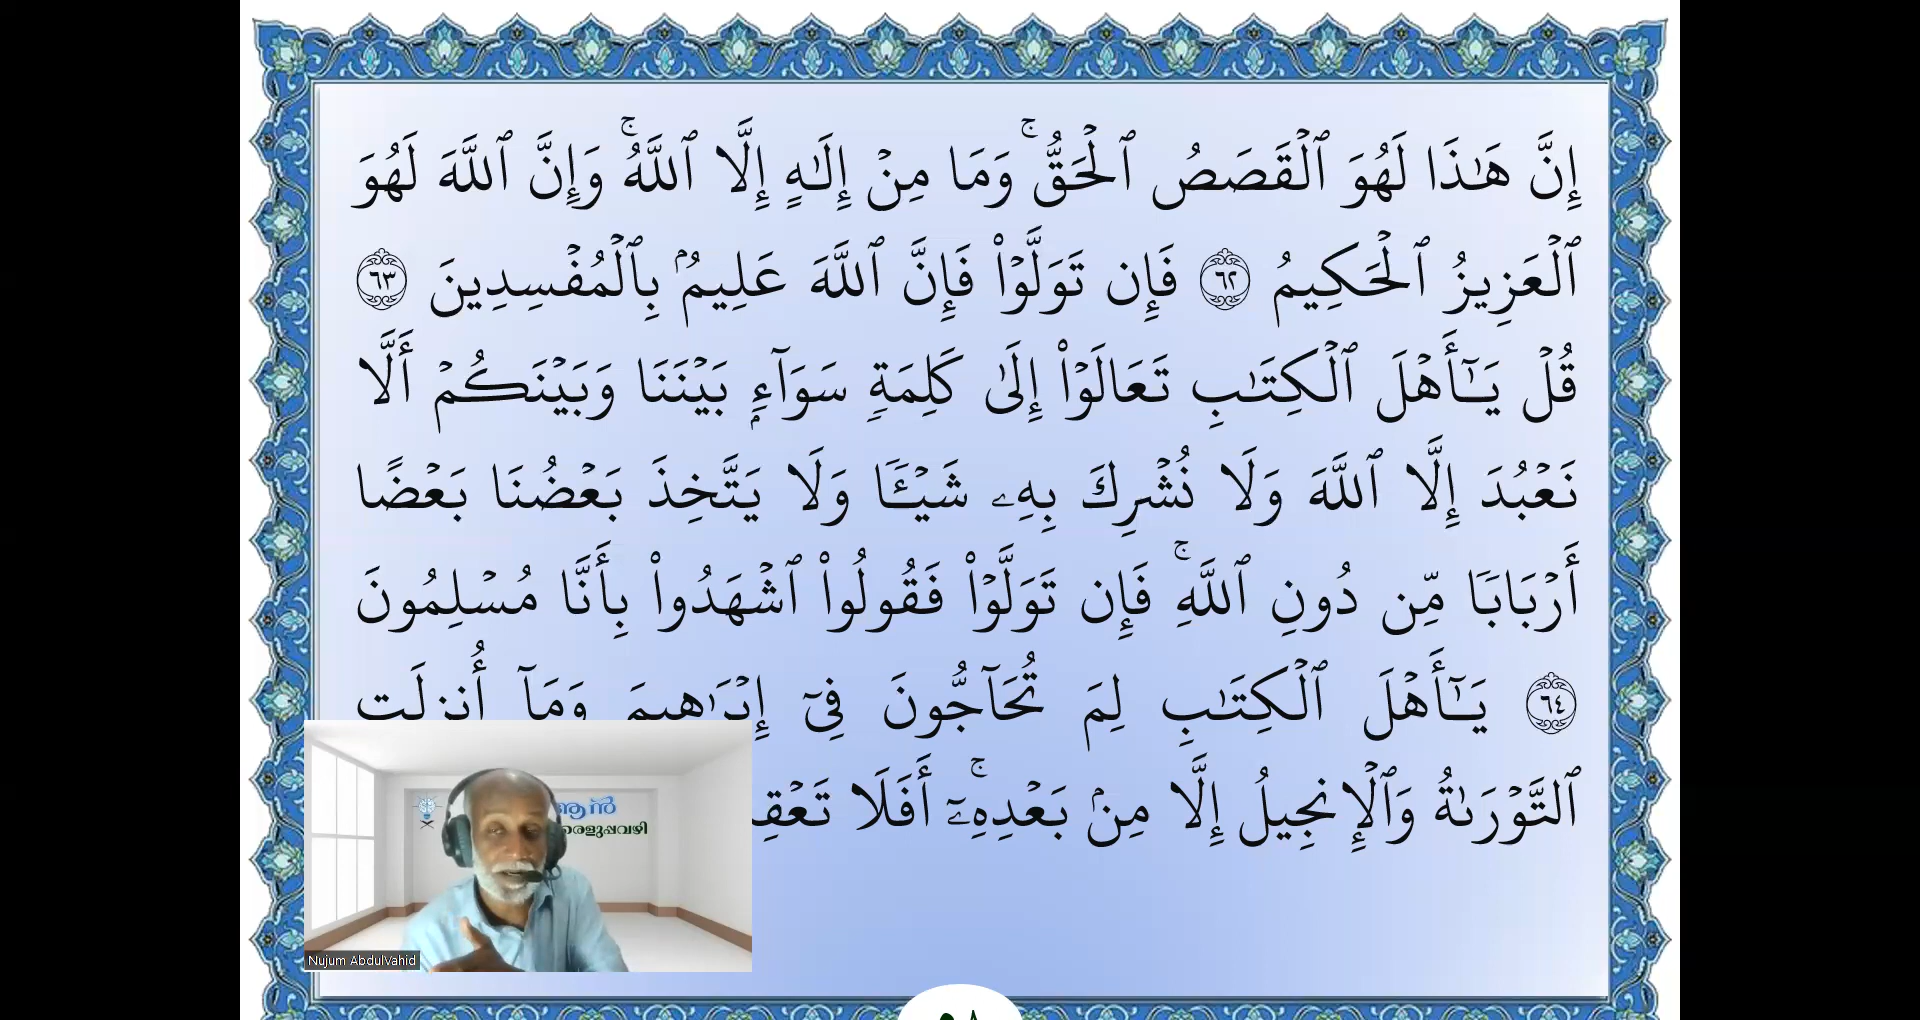 إِنَّ هَـٰذَا لَهُوَ ٱلْقَصَصُ ٱلْحَقُّ ۚ وَمَا مِنْ إِلَـٰهٍ إِلَّا ٱللَّهُ ۚ وَإِنَّ ٱللَّهَ لَهُوَ
ٱلْعَزِيزُ ٱلْحَكِيمُ ٦٢ فَإِن تَوَلَّوْا۟ فَإِنَّ ٱللَّهَ عَلِيمٌۢ بِٱلْمُفْسِدِينَ ٦٣
قُلْ يَـٰٓأَهْلَ ٱلْكِتَـٰبِ تَعَالَوْا۟ إِلَىٰ كَلِمَةٍ سَوَآءٍۭ بَيْنَنَا وَبَيْنَكُمْ أَلَّا
نَعْبُدَ إِلَّا ٱللَّهَ وَلَا نُشْرِكَ بِهِۦ شَيْـًٔا وَلَا يَتَّخِذَ بَعْضُنَا بَعْضًا
أَرْبَابًا مِّن دُونِ ٱللَّهِ ۚ فَإِن تَوَلَّوْا۟ فَقُولُوا۟ ٱشْهَدُوا۟ بِأَنَّا مُسْلِمُونَ
٦٤ يَـٰٓأَهْلَ ٱلْكِتَـٰبِ لِمَ تُحَآجُّونَ فِىٓ إِبْرَٰهِيمَ وَمَآ أُنزِلَتِ
ٱلتَّوْرَىٰةُ وَٱلْإِنجِيلُ إِلَّا مِنۢ بَعْدِهِۦٓ ۚ أَفَلَا
Nujum AbdulVahid